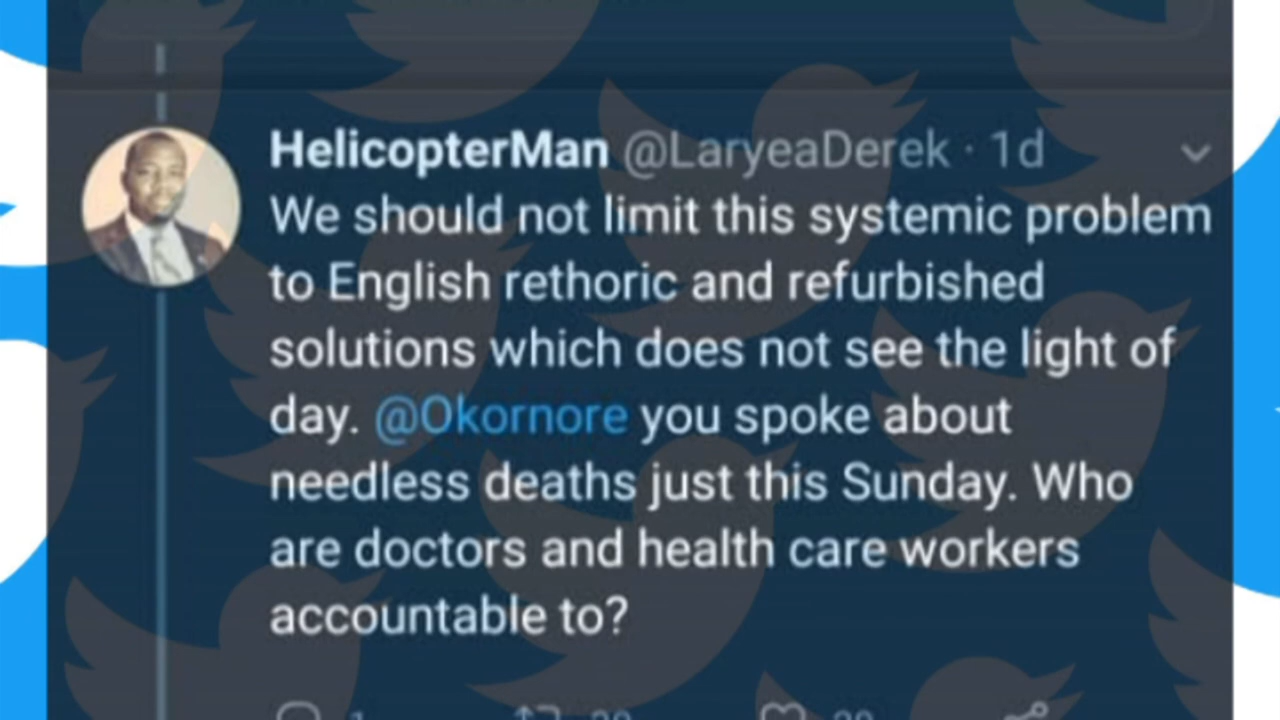 HelicopterMan @LaryeaDerek · 1d
We should not limit this systemic problem
to English rethoric and refurbished
solutions which does not see the light of
day. @Okornore you spoke about
needless deaths just this Sunday. Who
are doctors and health care workers
accountable to?